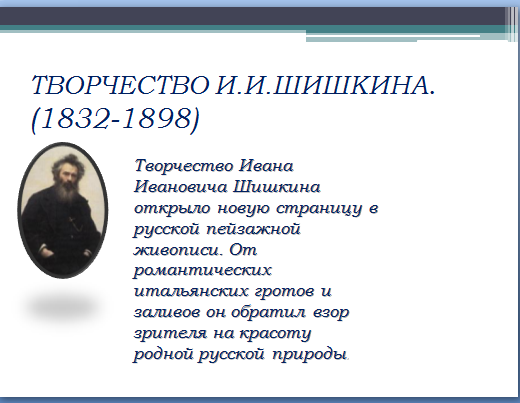 ТВОРЧЕСТВО И.И.ШИШКИНА.
(1832-1898)
Творчество Ивана
Ивановича Шишкина
открыло новую страницу в
русской пейзажной
живописи. От
романтических
итальянских гротов и
заливов он обратил взор
зрителя на красоту
родной русской природы.